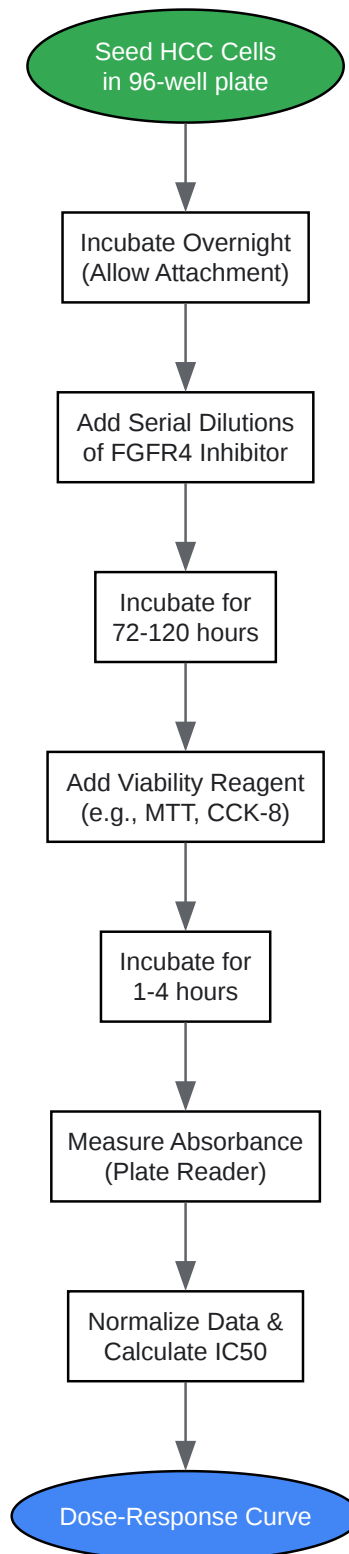 Seed HCC Cells
in 96-well plate
Incubate Overnight
(Allow Attachment)
Add Serial Dilutions
of FGFR4 Inhibitor
Incubate for
72-120 hours
Add Viability Reagent
(e.g., MTT, CCK-8)
Incubate for
1-4 hours
Measure Absorbance
(Plate Reader)
Normalize Data &
Calculate IC50
Dose-Response Curve